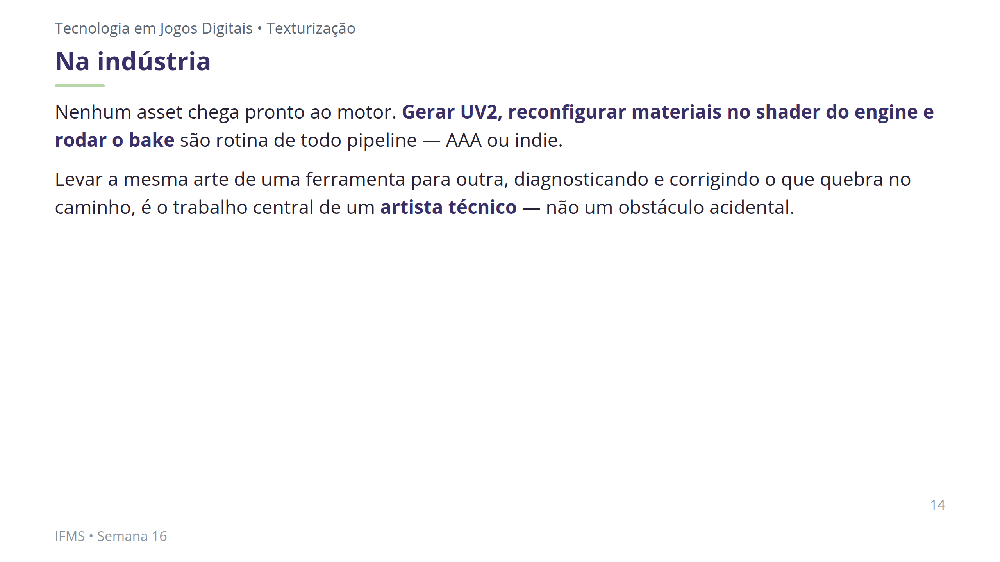 Tecnologia em Jogos Digitais • Texturização
Na indústria
Nenhum asset chega pronto ao motor. Gerar UV2, reconfigurar materiais no shader do engine e
rodar o bake são rotina de todo pipeline — AAA ou indie.
Levar a mesma arte de uma ferramenta para outra, diagnosticando e corrigindo o que quebra no
caminho, é o trabalho central de um artista técnico — não um obstáculo acidental.
14
IFMS • Semana 16